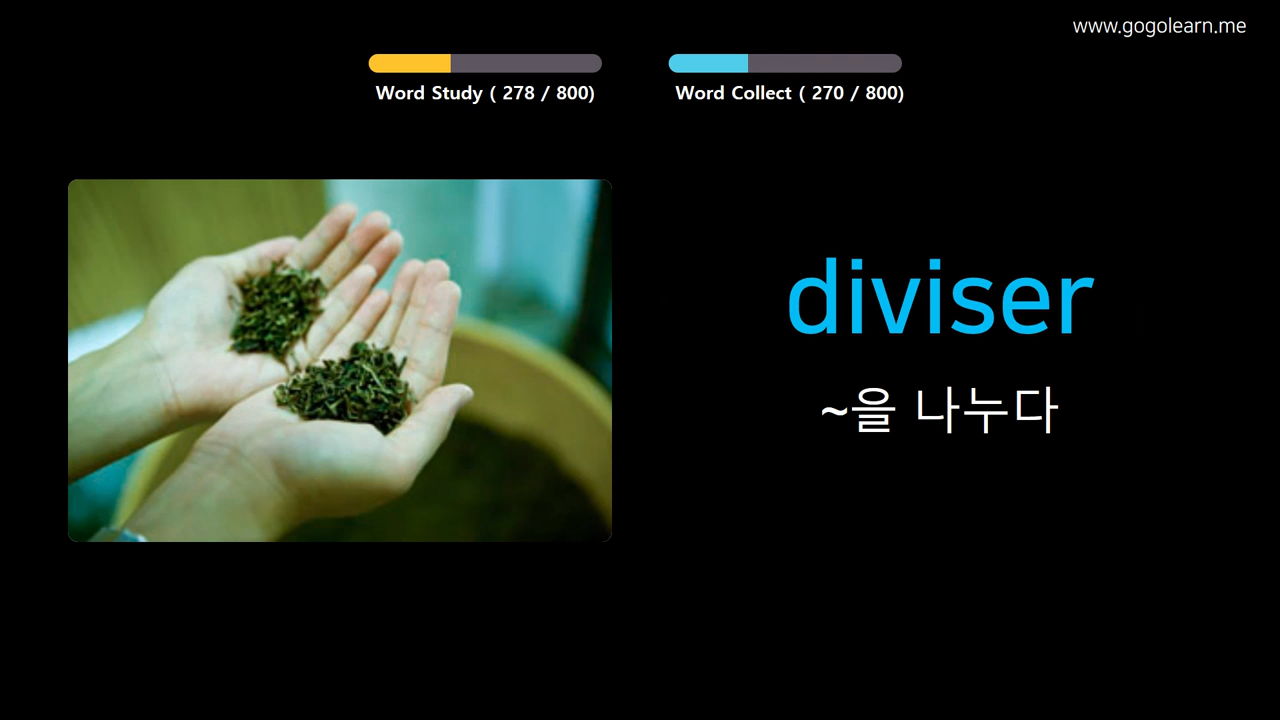 www.gogolearn.me
Word Study ( 278 / 800)
Word Collect ( 270 / 800)
diviser
~을 나누다